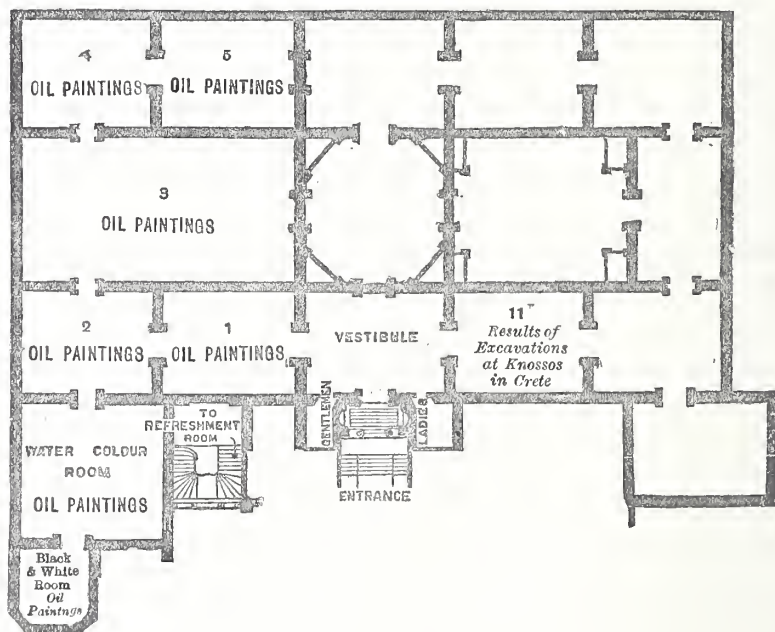 4
OIL PAINTINGS
5
OIL PAINTINGS
3
OIL PAINTINGS
2
OIL PAINTINGS
1
OIL PAINTINGS
VESTIBULE
11
Results of
Excavations
at Knossos
in Crete
GENTLEMEN
LADIES
ENTRANCE
TO
REFRESHMENT
ROOM
WATER COLOUR
ROOM
OIL PAINTINGS
Black
& White
Room
Oil
Paintngs